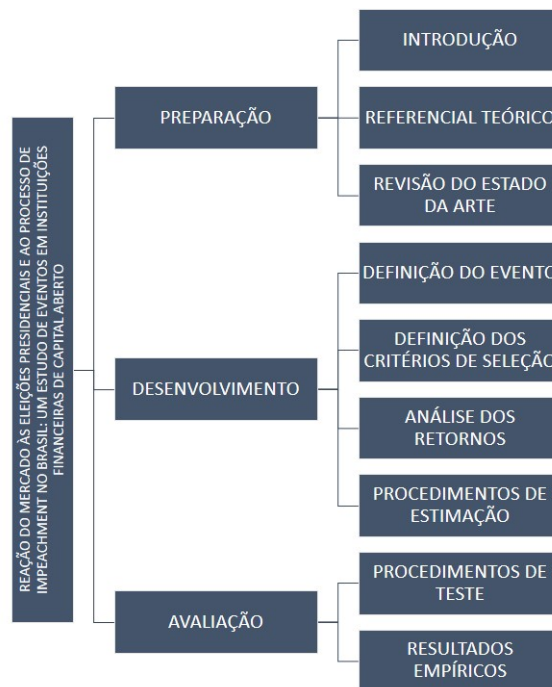 REAÇÃO DO MERCADO ÀS ELEIÇÕES PRESIDENCIAIS E AO PROCESSO DE
IMPEACHMENT NO BRASIL: UM ESTUDO DE EVENTOS EM INSTITUIÇÕES
FINANCEIRAS DE CAPITAL ABERTO
PREPARAÇÃO
INTRODUÇÃO
REFERENCIAL TEÓRICO
REVISÃO DO ESTADO
DA ARTE
DESENVOLVIMENTO
DEFINIÇÃO DO EVENTO
DEFINIÇÃO DOS
CRITÉRIOS DE SELEÇÃO
ANÁLISE DOS
RETORNOS
PROCEDIMENTOS DE
ESTIMAÇÃO
AVALIAÇÃO
PROCEDIMENTOS DE
TESTE
RESULTADOS
EMPÍRICOS